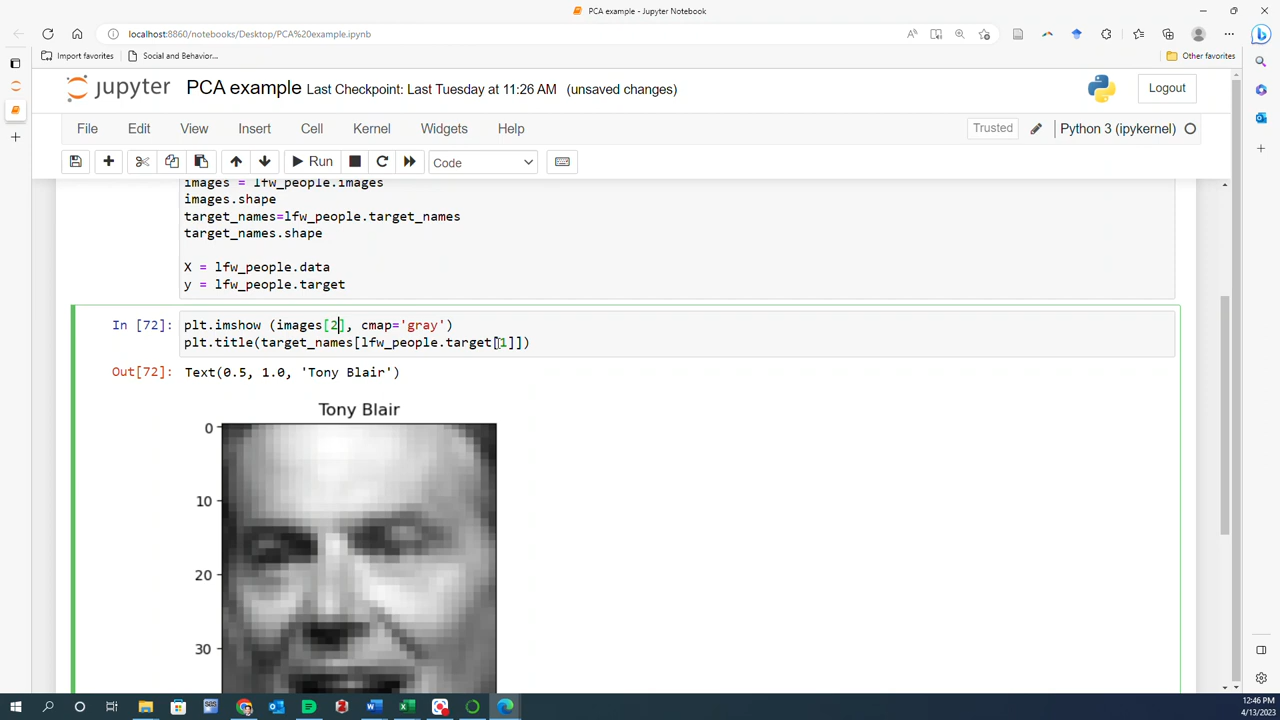 PCA example - Jupyter Notebook
localhost:8860/notebooks/Desktop/PCA%20example.ipynb
Import favorites
Social and Behavior...
Other favorites
jupyter PCA example Last Checkpoint: Last Tuesday at 11:26 AM (unsaved changes)
Logout
File Edit View Insert Cell Kernel Widgets Help
Trusted
Python 3 (ipykernel)
Run
Code
images = lfw_people.images
images.shape
target_names=lfw_people.target_names
target_names.shape
X = lfw_people.data
y = lfw_people.target
In [72]: plt.imshow (images[2], cmap='gray')
plt.title(target_names[lfw_people.target[1]])
Out[72]: Text(0.5, 1.0, 'Tony Blair')
Tony Blair
0
10
20
30
12:46 PM
4/13/2023